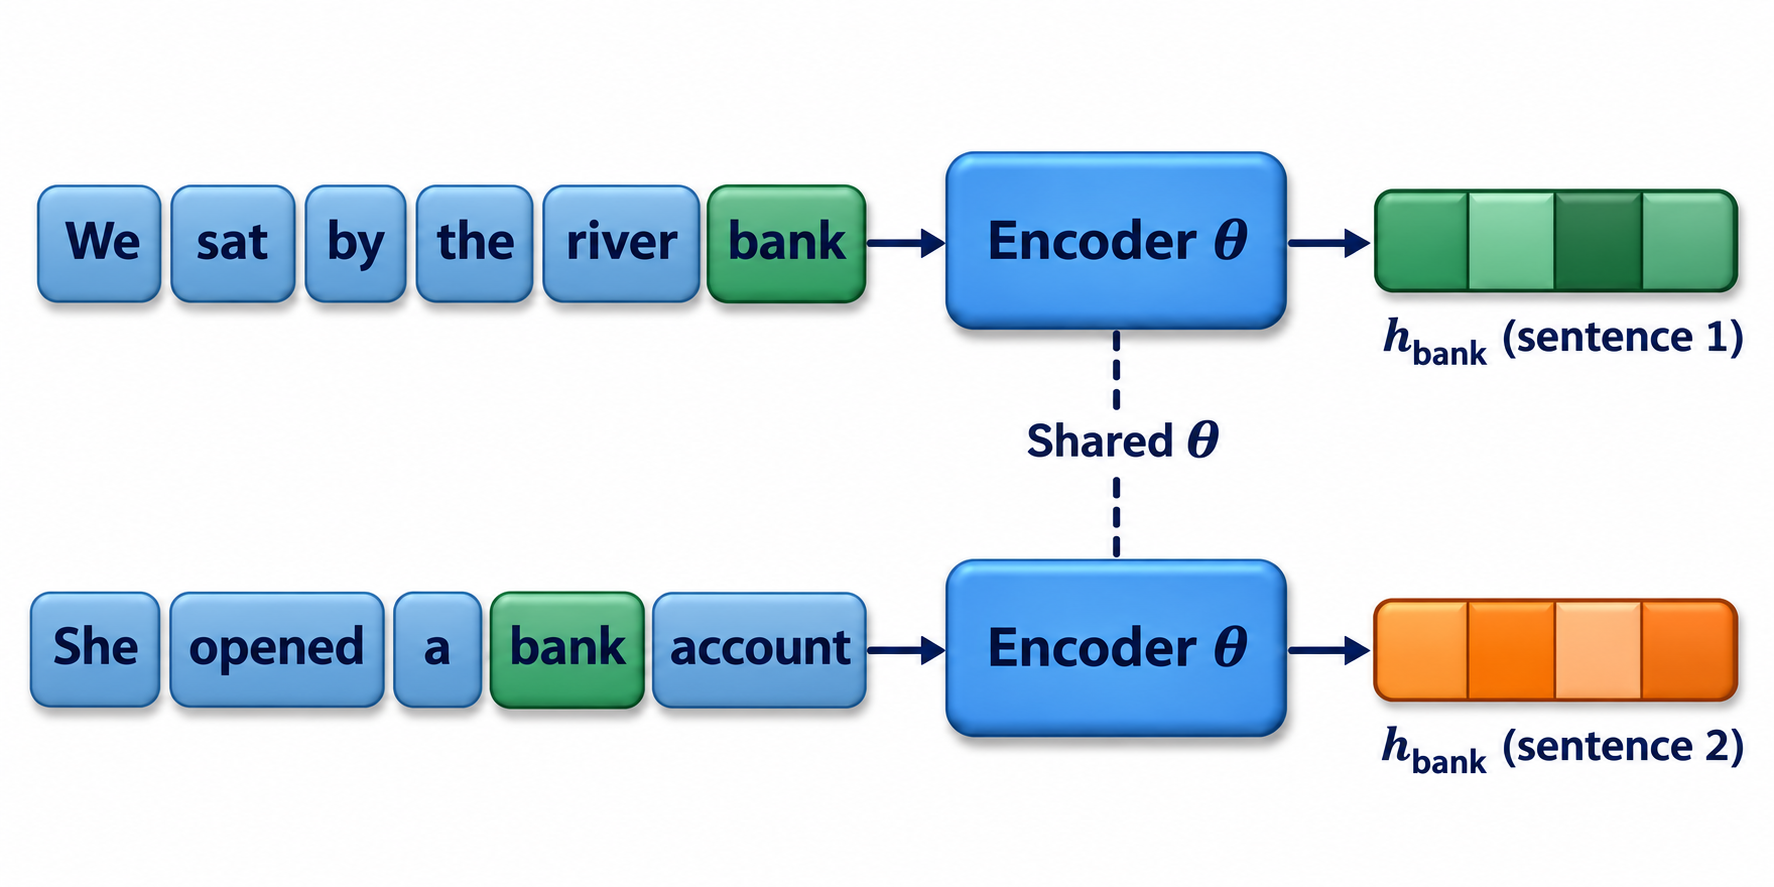 We sat by the river bank
Encoder θ
h_bank (sentence 1)
Shared θ
She opened a bank account
Encoder θ
h_bank (sentence 2)